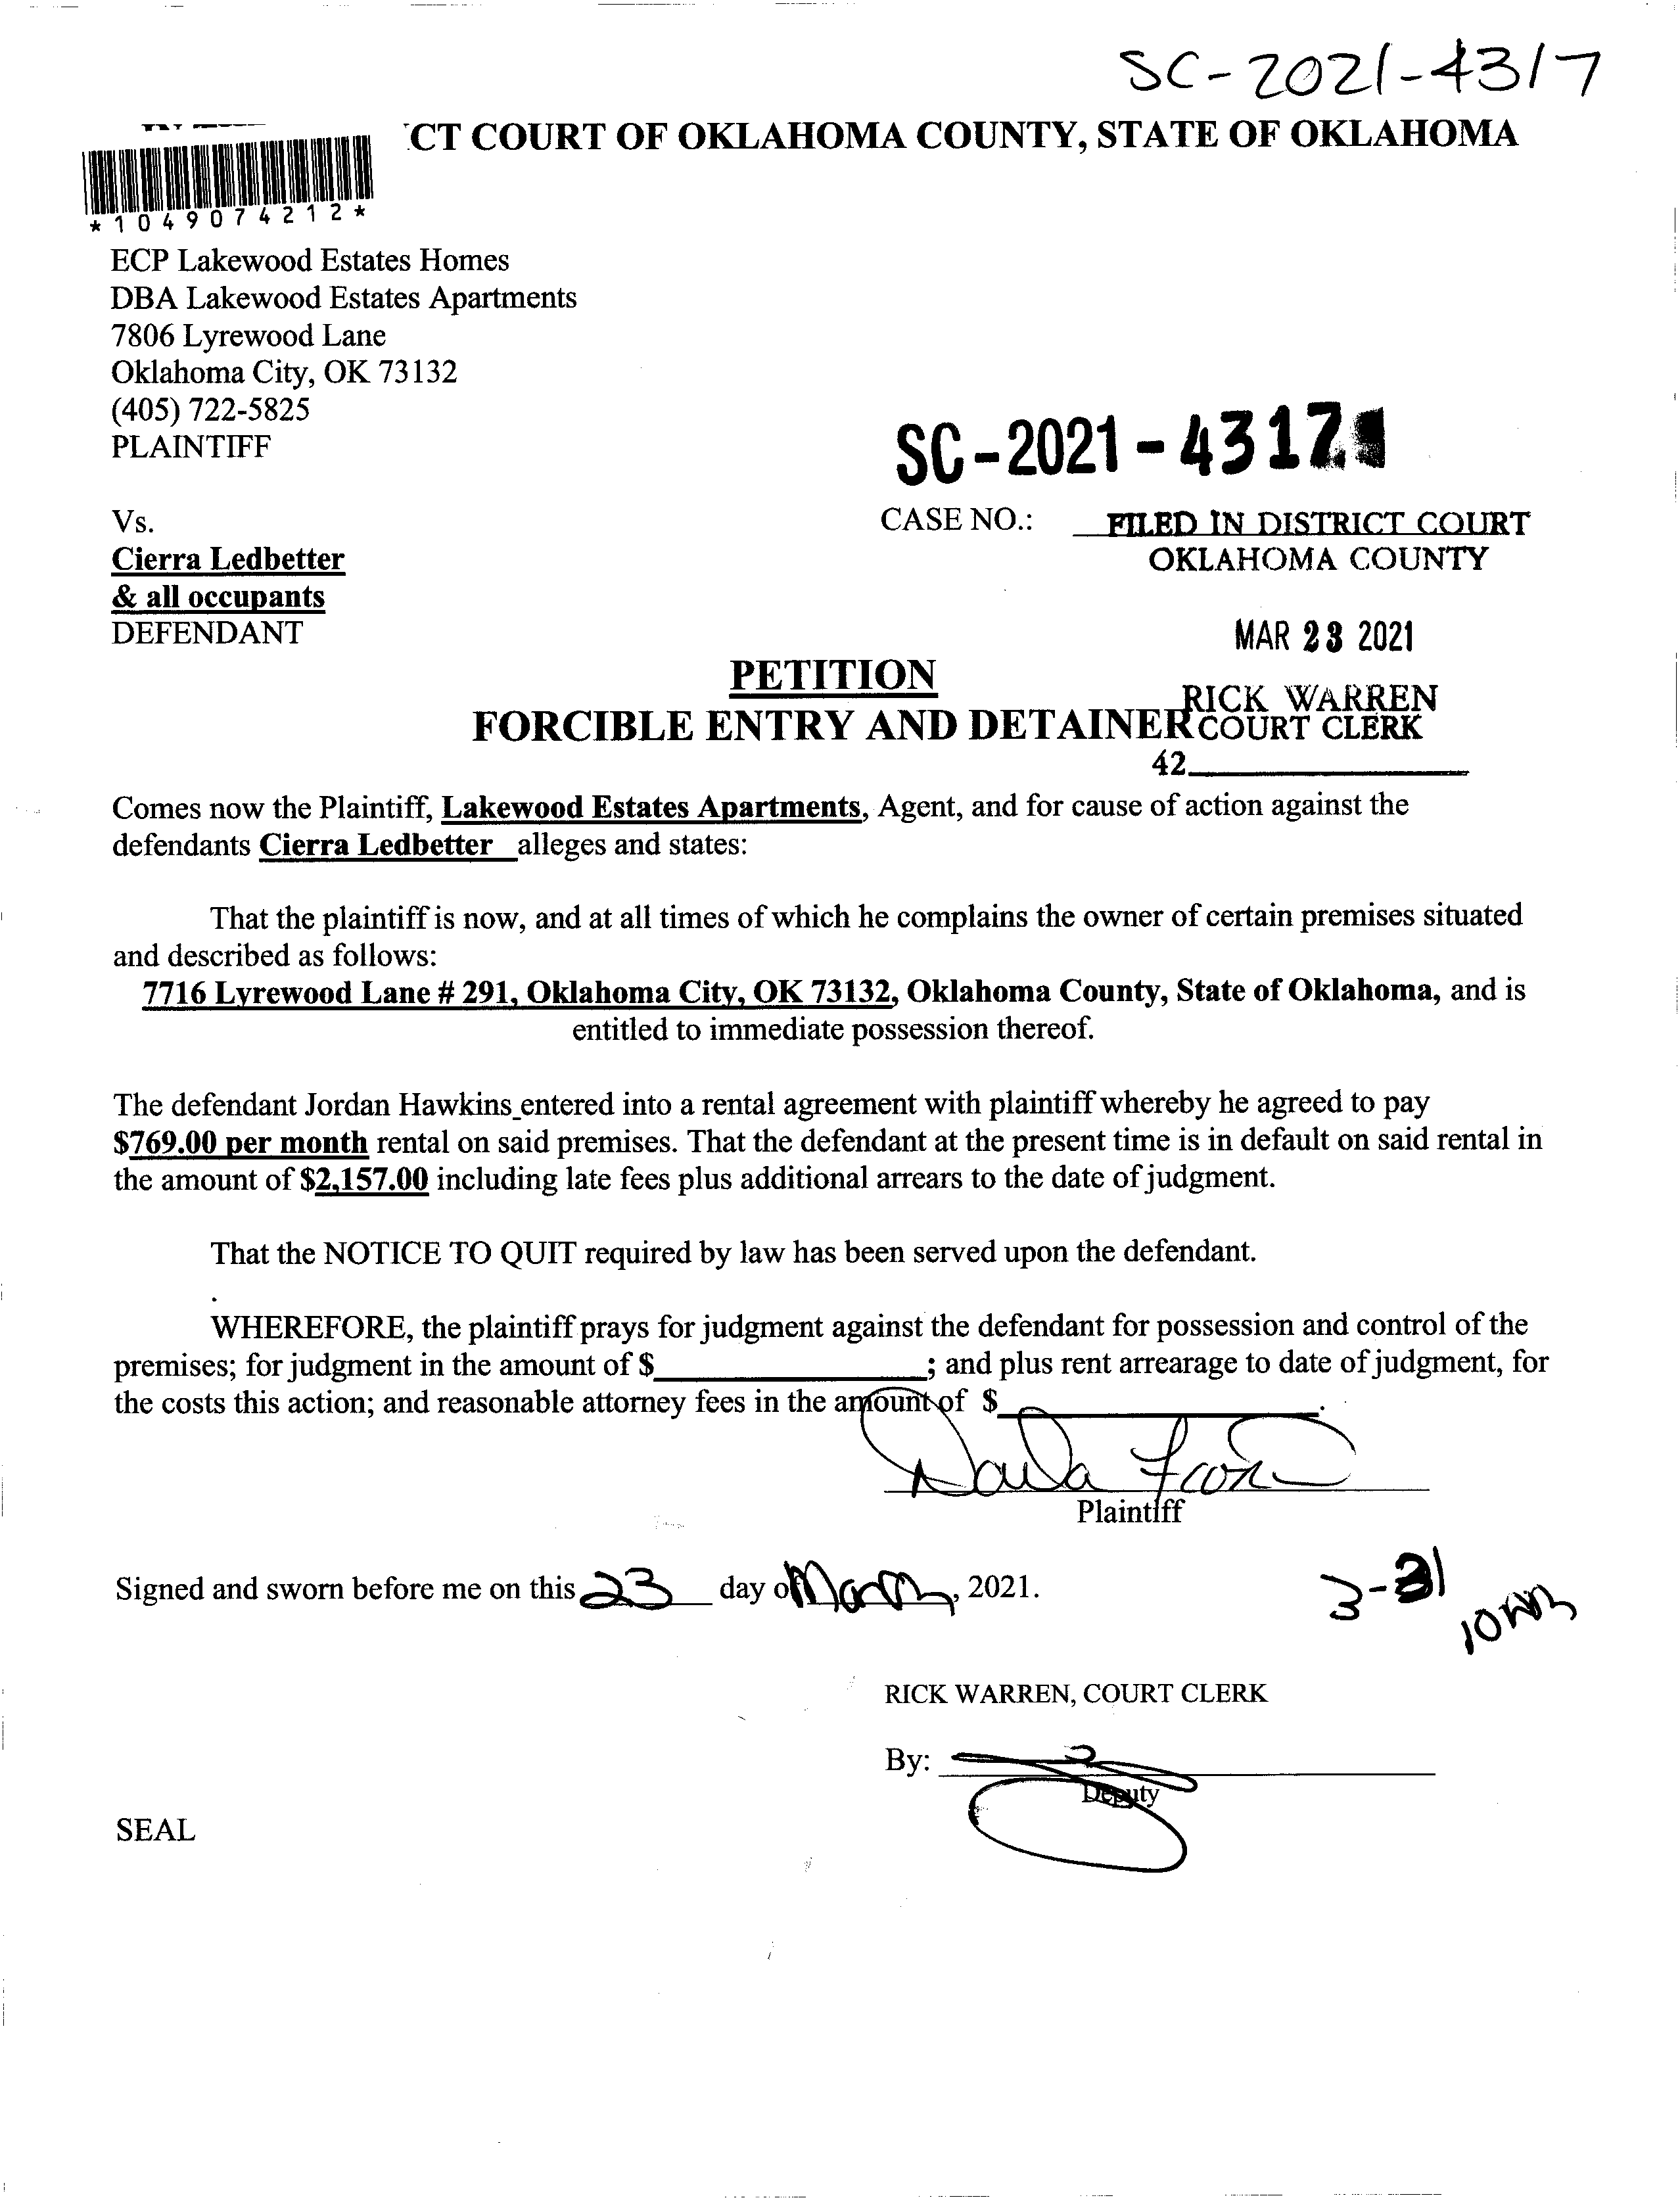 SC-2021-4317
CT COURT OF OKLAHOMA COUNTY, STATE OF OKLAHOMA
*1049074212*
ECP Lakewood Estates Homes
DBA Lakewood Estates Apartments
7806 Lyrewood Lane
Oklahoma City, OK 73132
(405) 722-5825
PLAINTIFF
SC-2021-4317
Vs.
CASE NO.: FILED IN DISTRICT COURT
Cierra Ledbetter
OKLAHOMA COUNTY
& all occupants
DEFENDANT
MAR 23 2021
PETITION
RICK WARREN
FORCIBLE ENTRY AND DETAINER
COURT CLERK
42
Comes now the Plaintiff, Lakewood Estates Apartments, Agent, and for cause of action against the
defendants Cierra Ledbetter alleges and states:
That the plaintiff is now, and at all times of which he complains the owner of certain premises situated
and described as follows:
7716 Lyrewood Lane # 291, Oklahoma City, OK 73132, Oklahoma County, State of Oklahoma, and is
entitled to immediate possession thereof.
The defendant Jordan Hawkins entered into a rental agreement with plaintiff whereby he agreed to pay
$769.00 per month rental on said premises. That the defendant at the present time is in default on said rental in
the amount of $2,157.00 including late fees plus additional arrears to the date of judgment.
That the NOTICE TO QUIT required by law has been served upon the defendant.
.
WHEREFORE, the plaintiff prays for judgment against the defendant for possession and control of the
premises; for judgment in the amount of $____________; and plus rent arrearage to date of judgment, for
the costs this action; and reasonable attorney fees in the amount of $____________.
Plaintiff
Signed and sworn before me on this 23 day of March, 2021.
3-31
RICK WARREN, COURT CLERK
By:
Deputy
SEAL